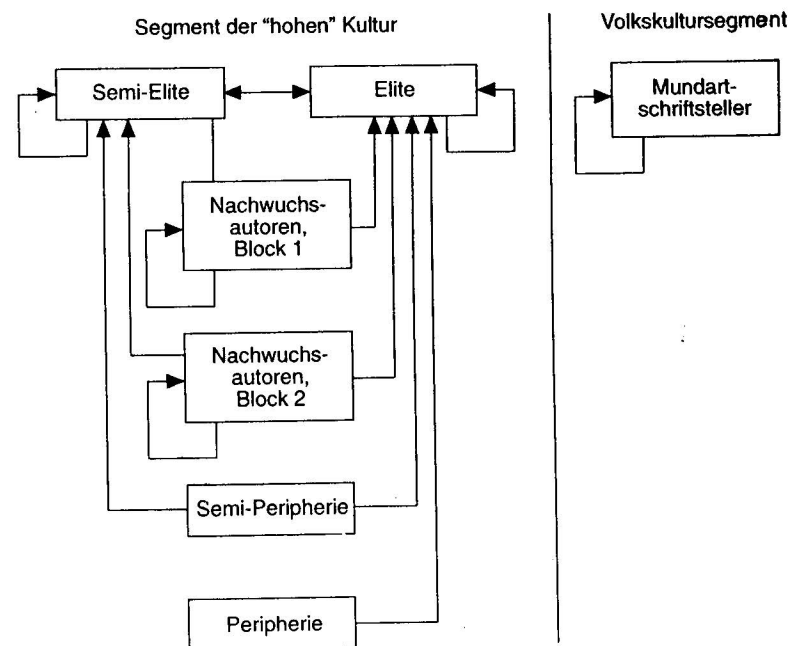 Segment der “hohen” Kultur
Volkskultursegment
Semi-Elite
Elite
Mundart-
schriftsteller
Nachwuchs-
autoren,
Block 1
Nachwuchs-
autoren,
Block 2
Semi-Peripherie
Peripherie